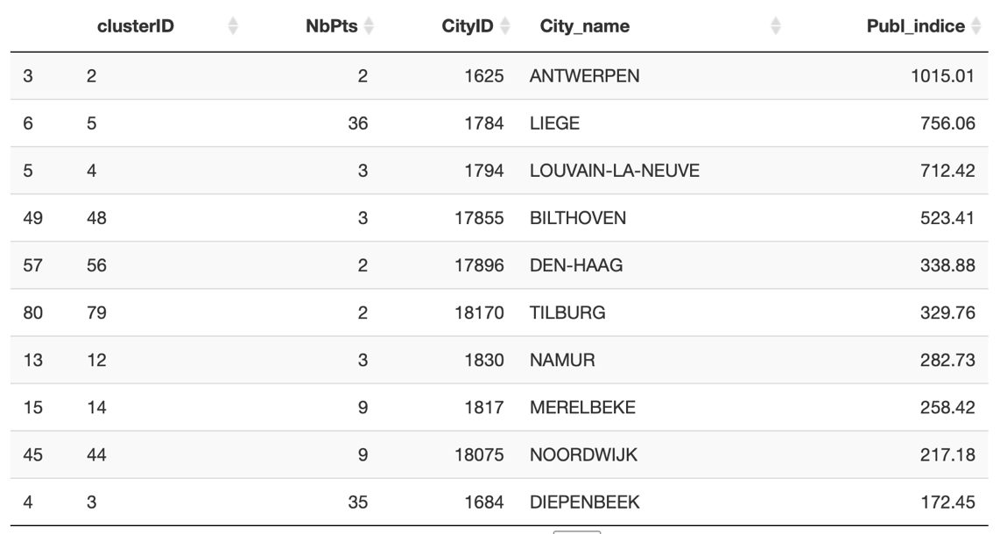 clusterID NbPts CityID City_name Publ_indice
3 2 2 1625 ANTWERPEN 1015.01
6 5 36 1784 LIEGE 756.06
5 4 3 1794 LOUVAIN-LA-NEUVE 712.42
49 48 3 17855 BILTHOVEN 523.41
57 56 2 17896 DEN-HAAG 338.88
80 79 2 18170 TILBURG 329.76
13 12 3 1830 NAMUR 282.73
15 14 9 1817 MERELBEKE 258.42
45 44 9 18075 NOORDWIJK 217.18
4 3 35 1684 DIEPENBEEK 172.45